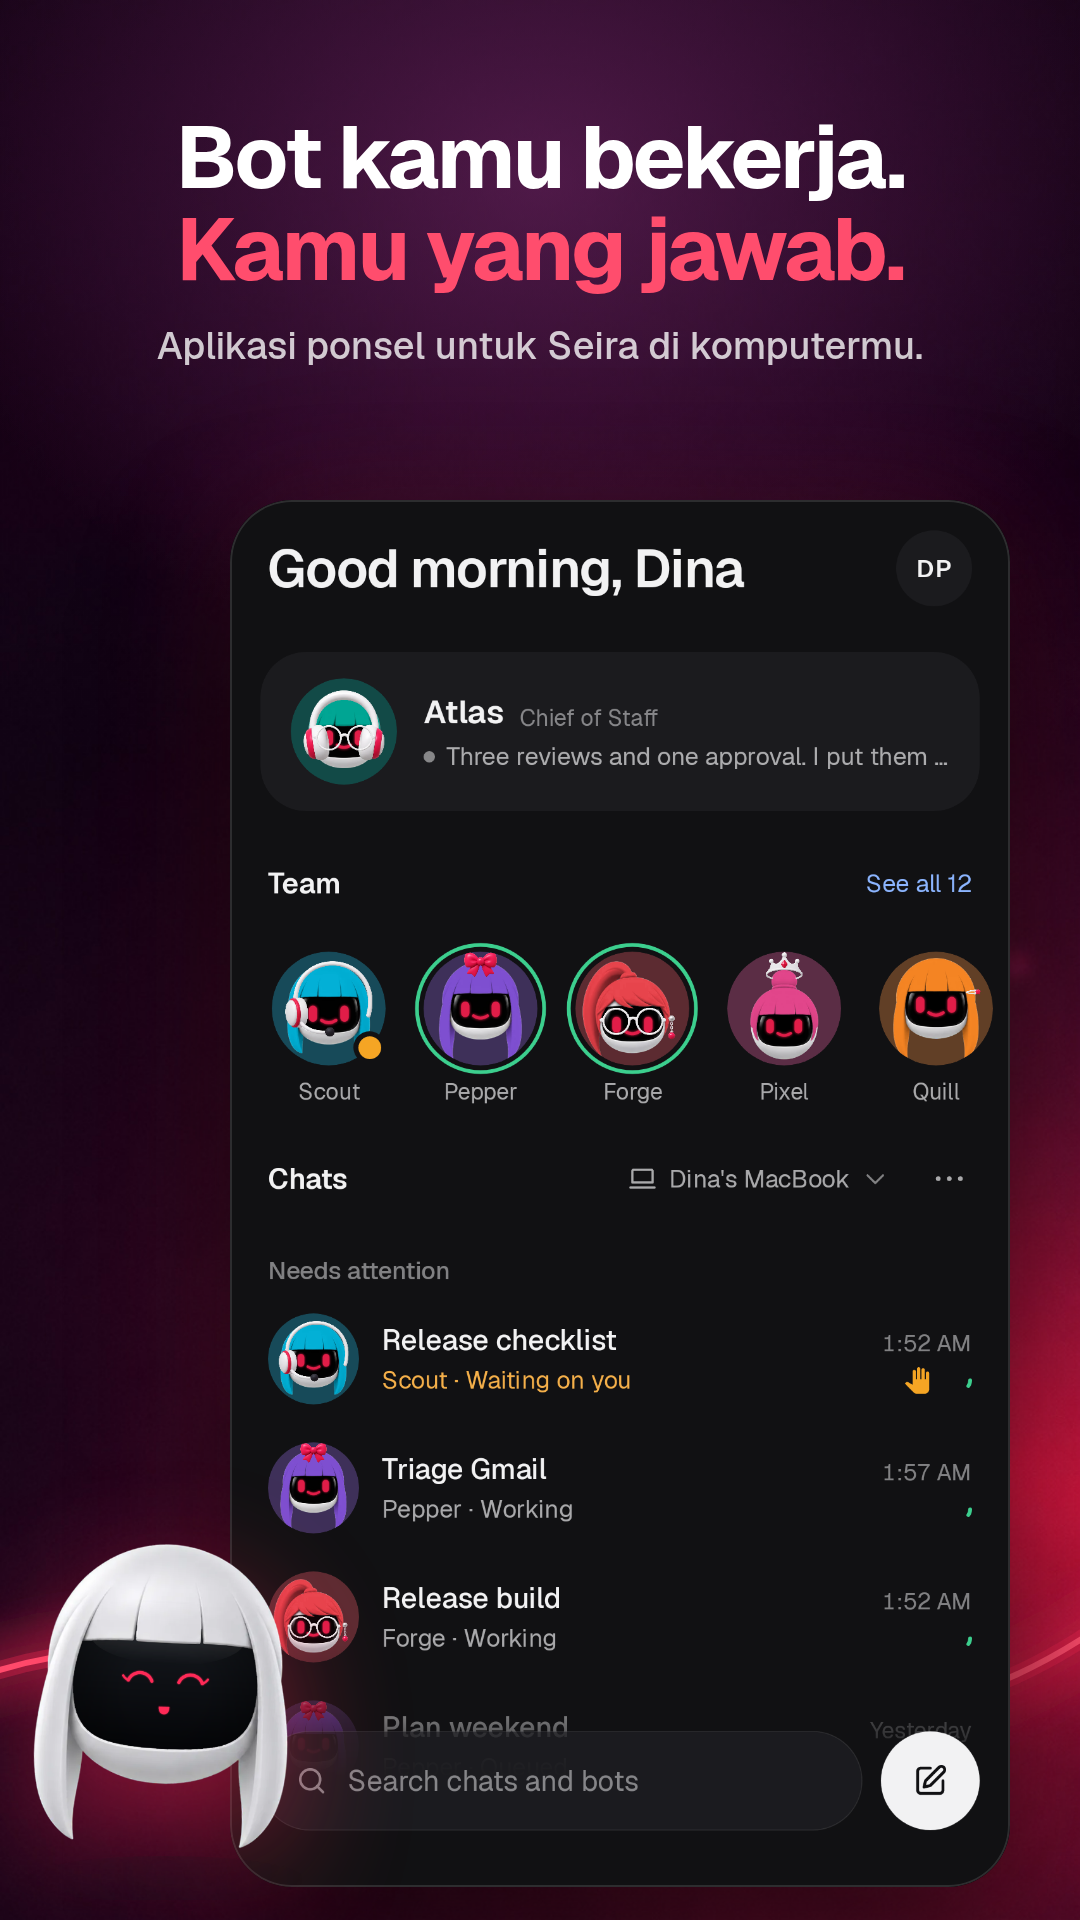 Bot kamu bekerja.
Kamu yang jawab.
Aplikasi ponsel untuk Seira di komputermu.
Good morning, Dina
DP
Atlas Chief of Staff
Three reviews and one approval. I put them ...
Team
See all 12
Scout
Pepper
Forge
Pixel
Quill
Chats
Dina's MacBook
Needs attention
Release checklist
1:52 AM
Scout · Waiting on you
Triage Gmail
1:57 AM
Pepper · Working
Release build
1:52 AM
Forge · Working
Plan weekend
Yesterday
Search chats and bots